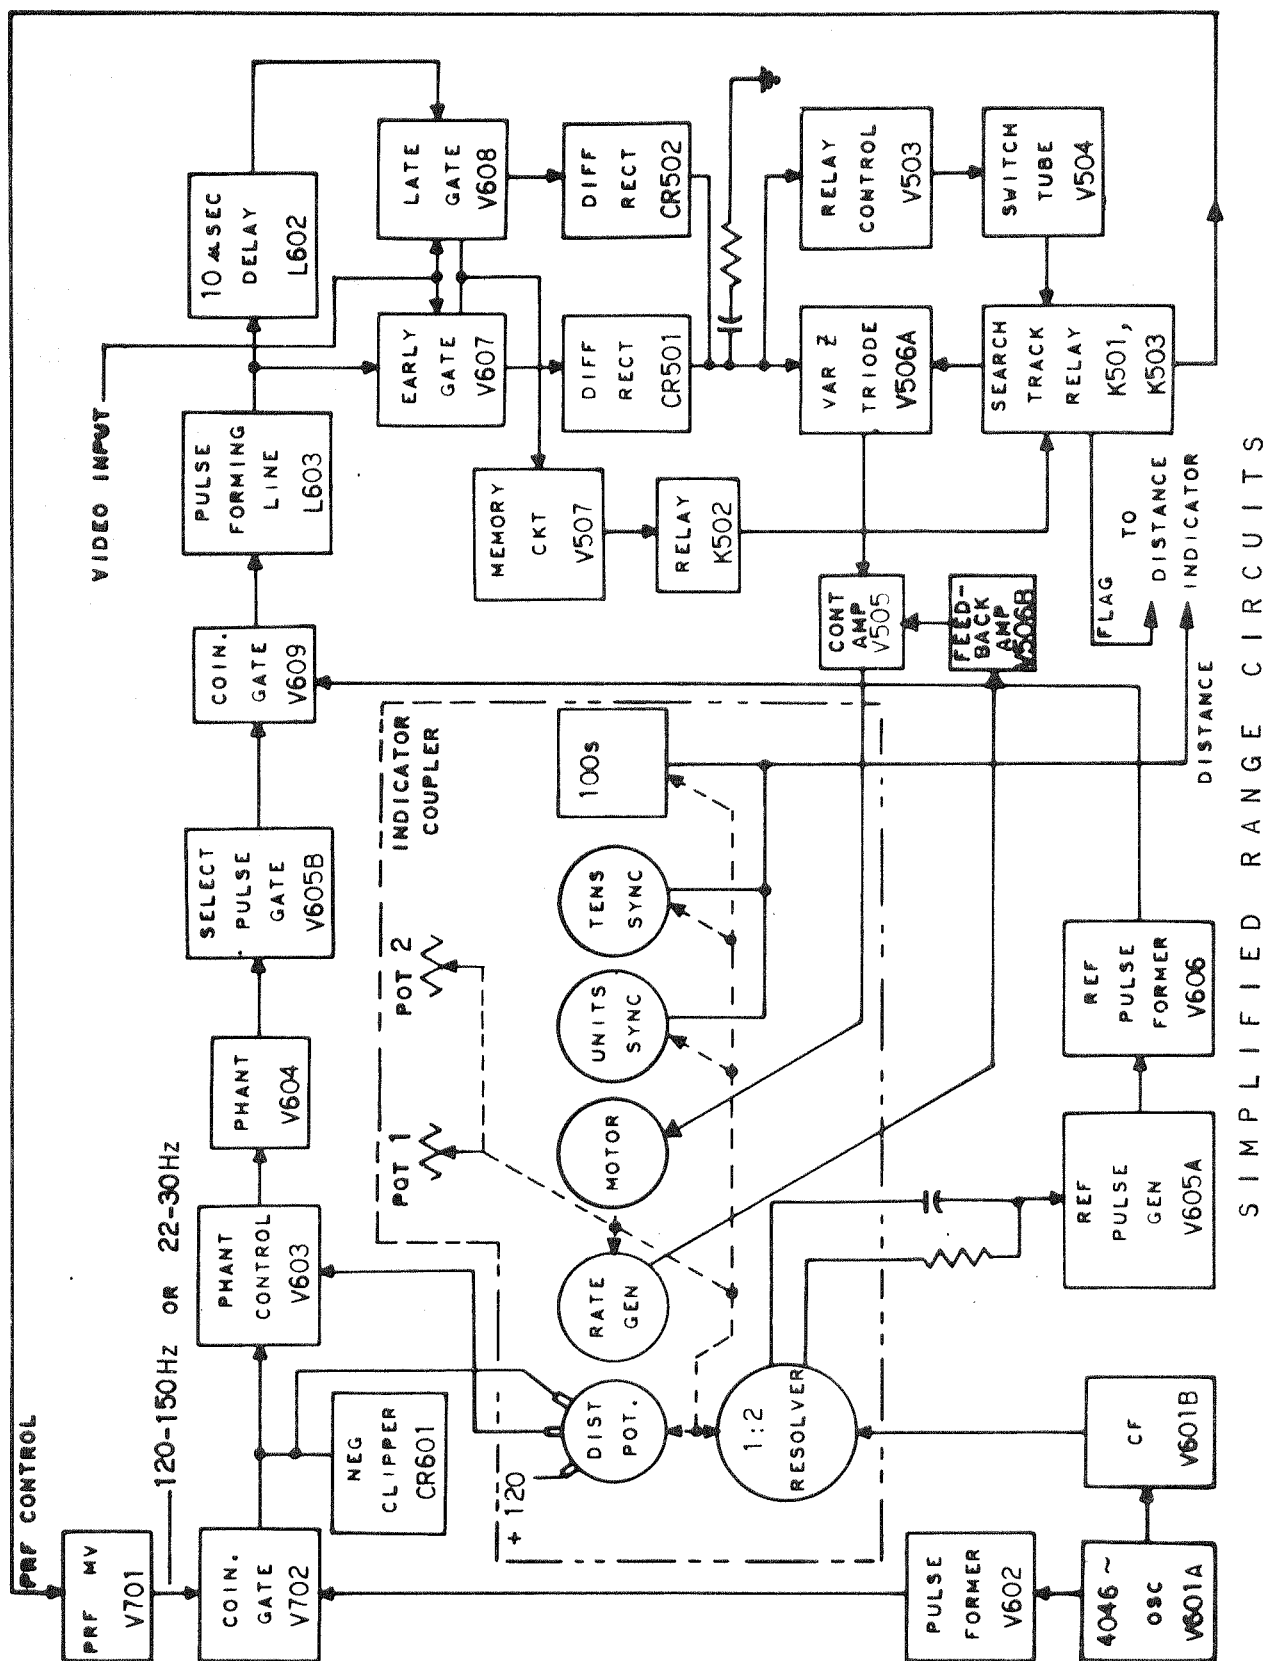 PRF CONTROL
PRF MV
V701
120-150Hz OR 22-30Hz
COIN.
GATE
V702
NEG
CLIPPER
CR601
PHANT
CONTROL
V603
PHANT
V604
SELECT
PULSE
GATE
V605B
COIN.
GATE
V609
PULSE
FORMING
LINE
L603
10 µSEC
DELAY
L602
VIDEO INPUT
EARLY
GATE
V607
LATE
GATE
V608
MEMORY
CKT
V507
RELAY
K502
DIFF
RECT
CR501
DIFF
RECT
CR502
VAR Z
TRIODE
V506A
RELAY
CONTROL
V503
SEARCH
TRACK
RELAY
K501,
K503
SWITCH
TUBE
V504
CONT
AMP
V505
FEED-
BACK
AMP
V506B
INDICATOR
COUPLER
POT 1
POT 2
+120
DIST
POT.
RATE
GEN
MOTOR
UNITS
SYNC
TENS
SYNC
100s
1:2
RESOLVER
FLAG
TO
DISTANCE
INDICATOR
DISTANCE
PULSE
FORMER
V602
4046 ~
OSC
V601A
CF
V601B
REF
PULSE
GEN
V605A
REF
PULSE
FORMER
V606
SIMPLIFIED RANGE CIRCUITS